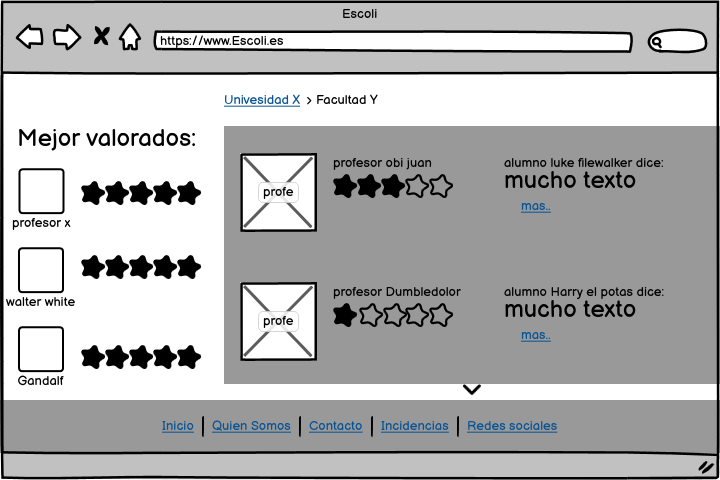 Escoli
https://www.Escoli.es
Univesidad X > Facultad Y
Mejor valorados:
profesor x
walter white
Gandalf
profe
profesor obi juan
alumno luke filewalker dice:
mucho texto
mas..
profe
profesor Dumbledolor
alumno Harry el potas dice:
mucho texto
mas..
Inicio | Quien Somos | Contacto | Incidencias | Redes sociales